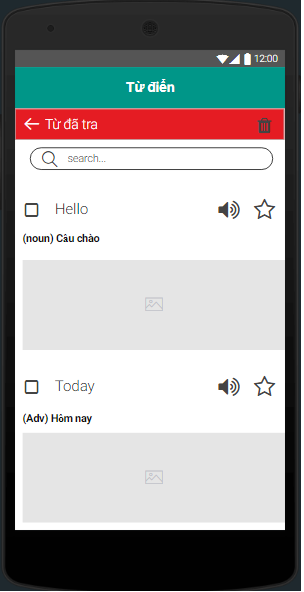 12:00
Từ điển
Từ đã tra
search...
Hello
(noun) Câu chào
Today
(Adv) Hôm nay